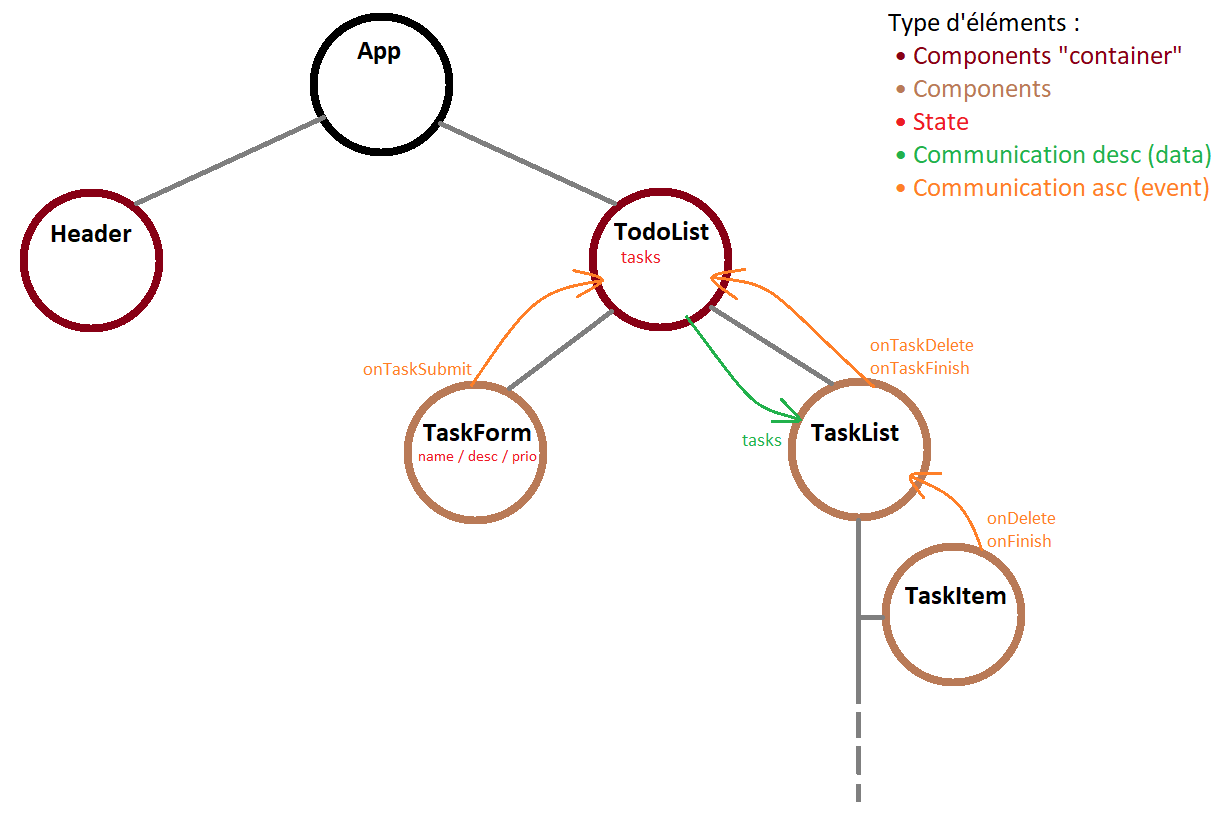 App
Type d'éléments :
• Components "container"
• Components
• State
• Communication desc (data)
• Communication asc (event)
Header
TodoList
tasks
onTaskSubmit
onTaskDelete
onTaskFinish
TaskForm
name / desc / prio
tasks
TaskList
onDelete
onFinish
TaskItem